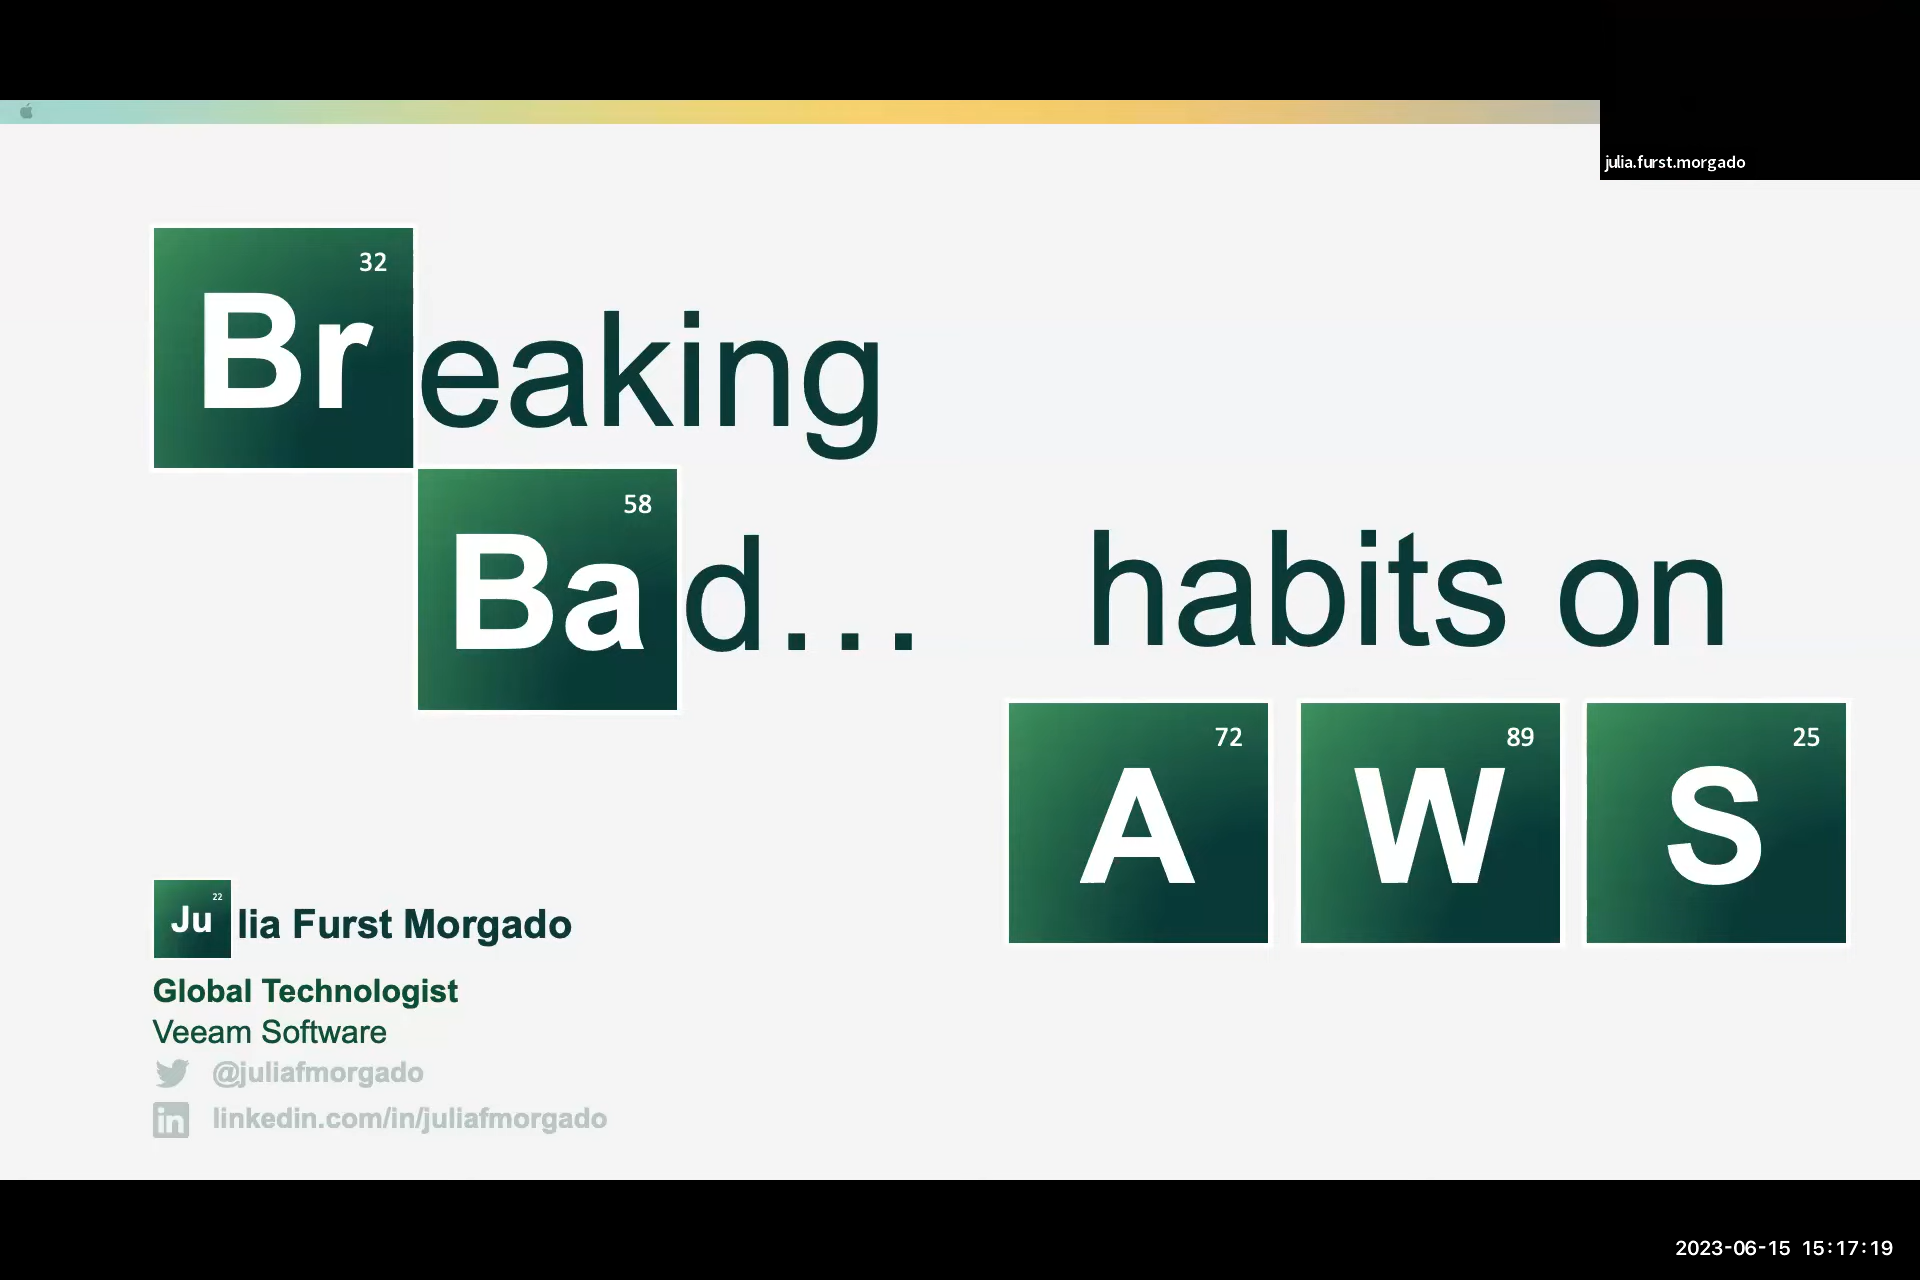 julia.furst.morgado
32
Breaking
58
Bad... habits on
72 89 25
A W S
22
Julia Furst Morgado
Global Technologist
Veeam Software
@juliafmorgado
linkedin.com/in/juliafmorgado
2023-06-15 15:17:19